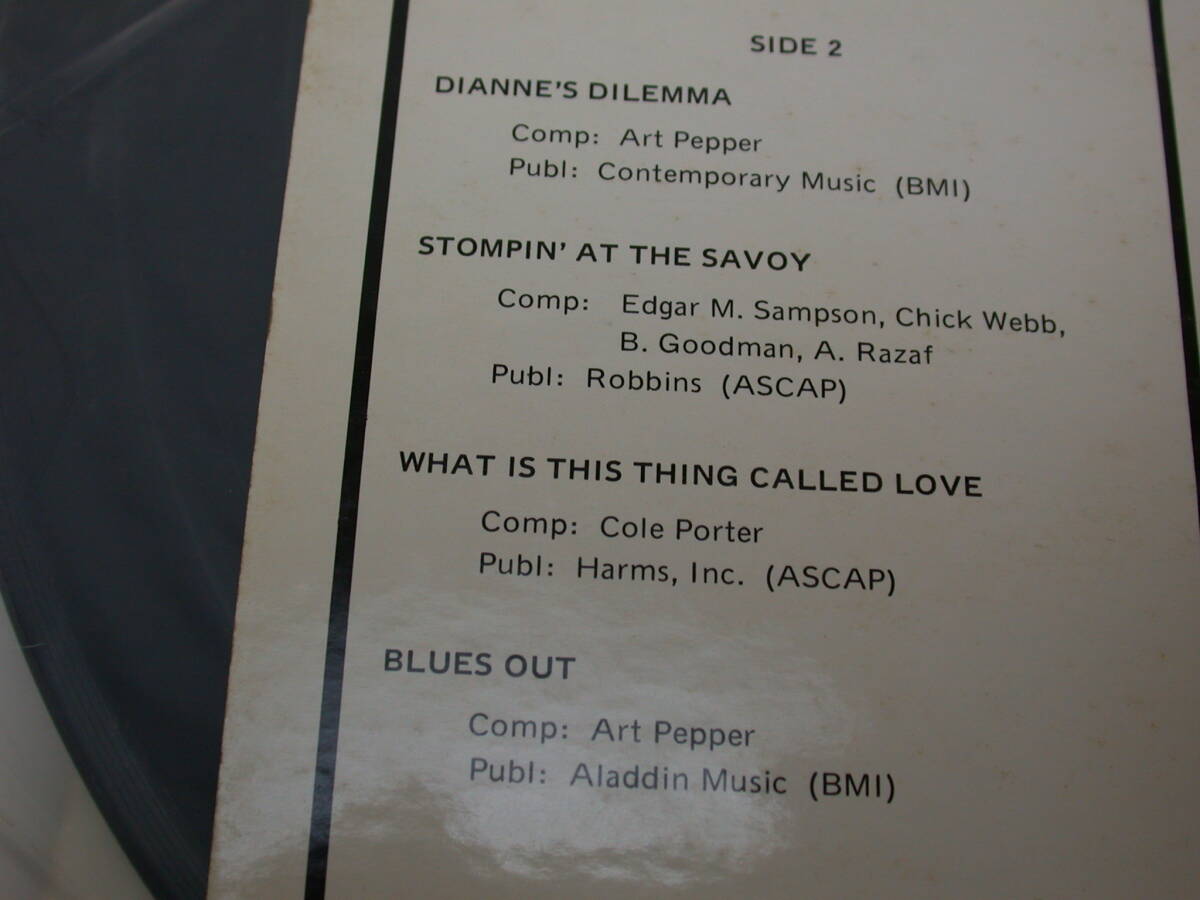 SIDE 2
DIANNE'S DILEMMA
Comp: Art Pepper
Publ: Contemporary Music (BMI)
STOMPIN' AT THE SAVOY
Comp: Edgar M. Sampson, Chick Webb,
B. Goodman, A. Razaf
Publ: Robbins (ASCAP)
WHAT IS THIS THING CALLED LOVE
Comp: Cole Porter
Publ: Harms, Inc. (ASCAP)
BLUES OUT
Comp: Art Pepper
Publ: Aladdin Music (BMI)